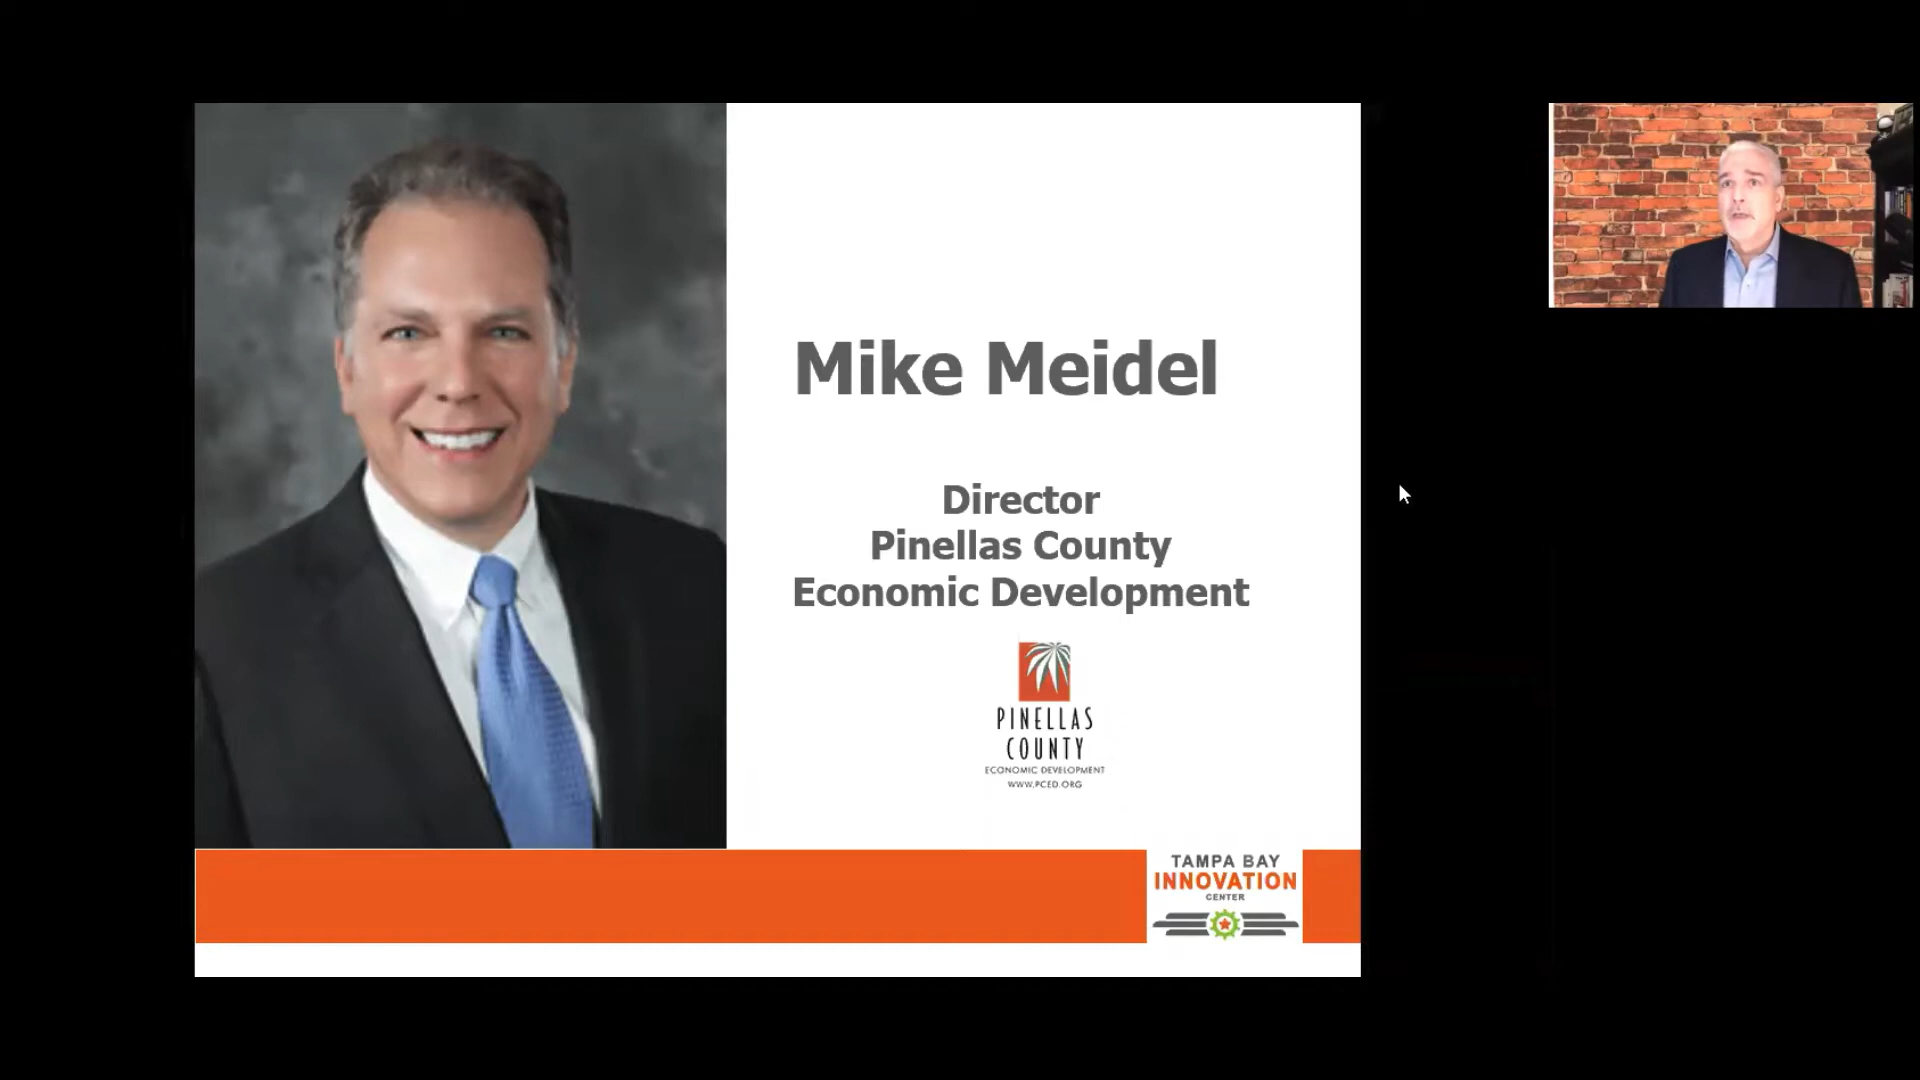 Mike Meidel
Director
Pinellas County
Economic Development
PINELLAS
COUNTY
ECONOMIC DEVELOPMENT
WWW.PCED.ORG
TAMPA BAY
INNOVATION
CENTER